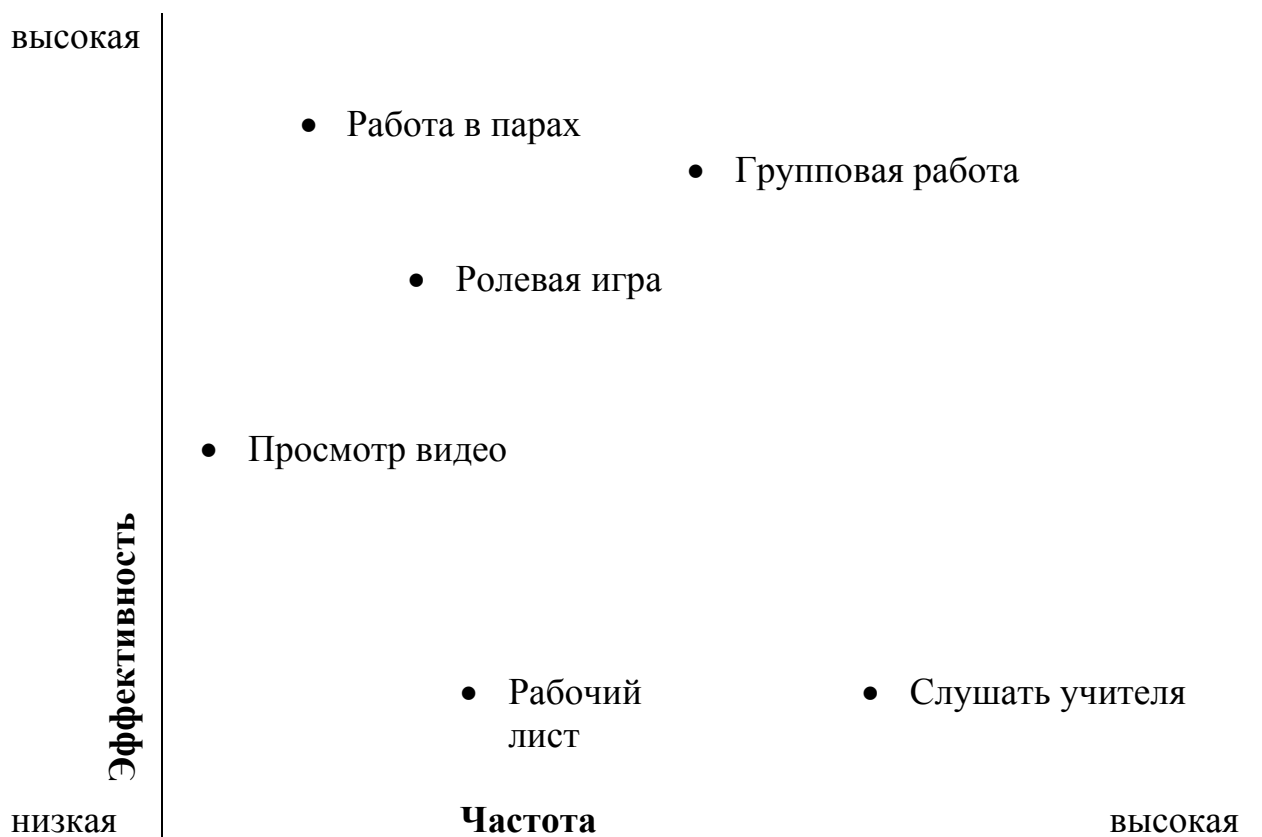 высокая
• Работа в парах
• Групповая работа
• Ролевая игра
• Просмотр видео
Эффективность
• Рабочий
лист
• Слушать учителя
низкая
Частота
высокая